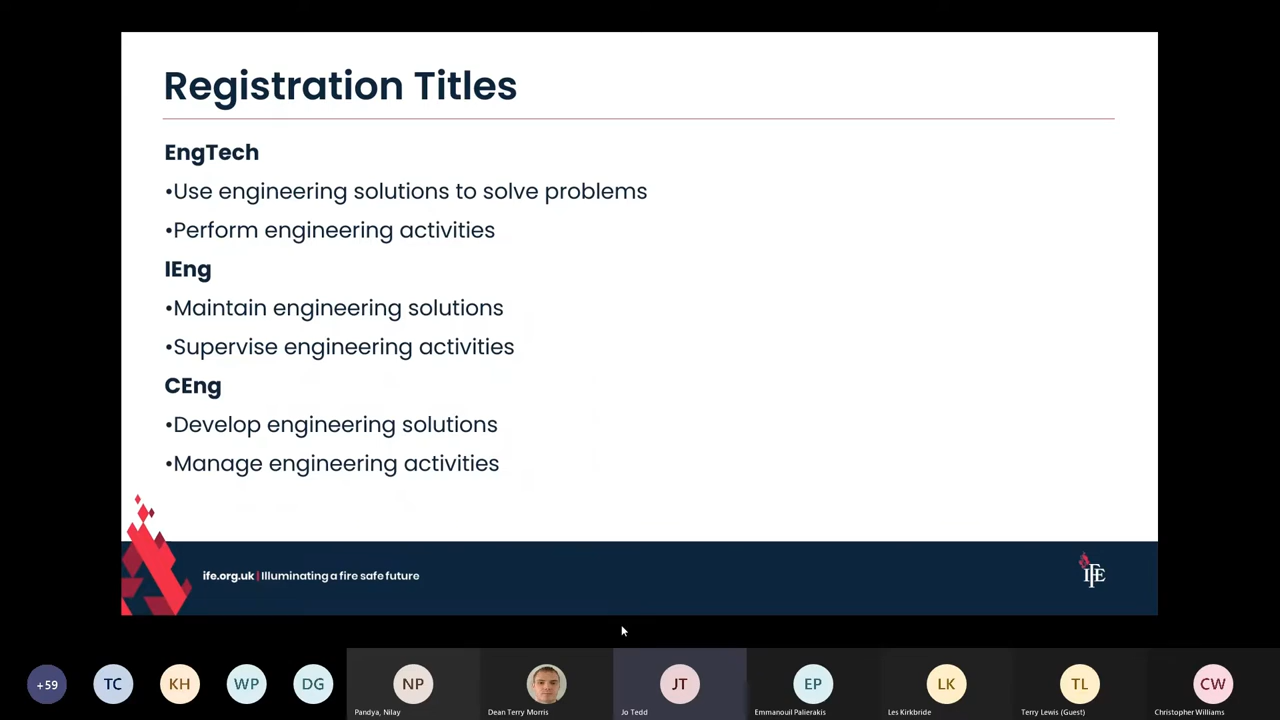 Registration Titles
EngTech
•Use engineering solutions to solve problems
•Perform engineering activities
IEng
•Maintain engineering solutions
•Supervise engineering activities
CEng
•Develop engineering solutions
•Manage engineering activities
ife.org.uk | Illuminating a fire safe future
IFE
+59
TC
KH
WP
DG
NP
JT
EP
LK
TL
CW
Pandya, Nilay
Dean Terry Morris
Jo Tedd
Emmanouil Palierakis
Les Kirkbride
Terry Lewis (Guest)
Christopher Williams